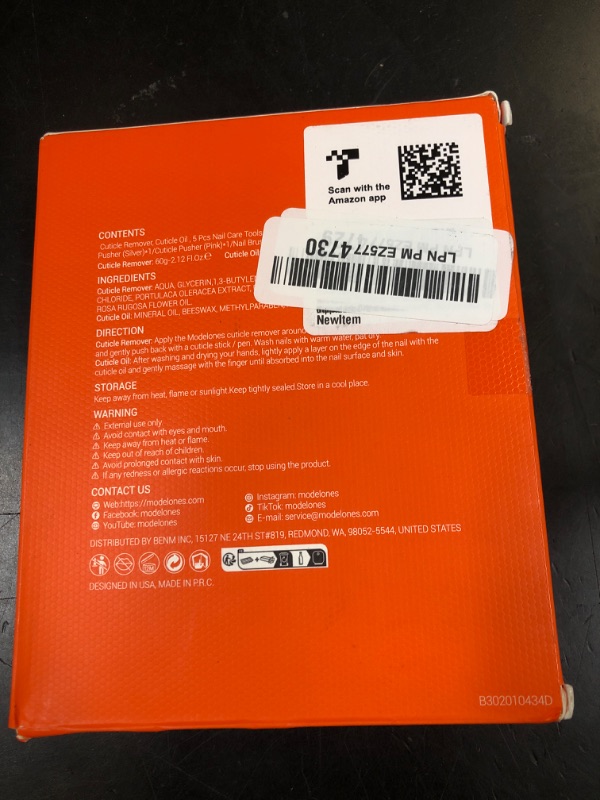 Scan with the
Amazon app
LPN PM EZ5774730
NewItem
CONTENTS
Cuticle Remover, Cuticle Oil , 5 Pcs Nail Care Tools
Pusher (Silver)*1/Cuticle Pusher (Pink)*1/Nail Brus
Cuticle Remover: 60g-2.12 Fl.Oz℮ Cuticle Oil
INGREDIENTS
Cuticle Remover: AQUA, GLYCERIN,1,3-BUTYLE
CHLORIDE, PORTULACA OLERACEA EXTRACT,
ROSA RUGOSA FLOWER OIL.
Cuticle Oil: MINERAL OIL, BEESWAX, METHYLPARABE
DIRECTION
Cuticle Remover: Apply the Modelones cuticle remover around
and gently push back with a cuticle stick / pen. Wash nails with warm water, pat dry.
Cuticle Oil: After washing and drying your hands, lightly apply a layer on the edge of the nail with the
cuticle oil and gently massage with the finger until absorbed into the nail surface and skin.
STORAGE
Keep away from heat, flame or sunlight.Keep tightly sealed.Store in a cool place.
WARNING
External use only.
Avoid contact with eyes and mouth.
Keep away from heat or flame.
Keep out of reach of children.
Avoid prolonged contact with skin.
If any redness or allergic reactions occur, stop using the product.
CONTACT US
Web:https://modelones.com
Facebook: modelones
YouTube: modelones
Instagram: modelones
TikTok: modelones
E-mail: service@modelones.com
DISTRIBUTED BY BENM INC, 15127 NE 24TH ST#819, REDMOND, WA, 98052-5544, UNITED STATES
DESIGNED IN USA, MADE IN P.R.C.
B302010434D